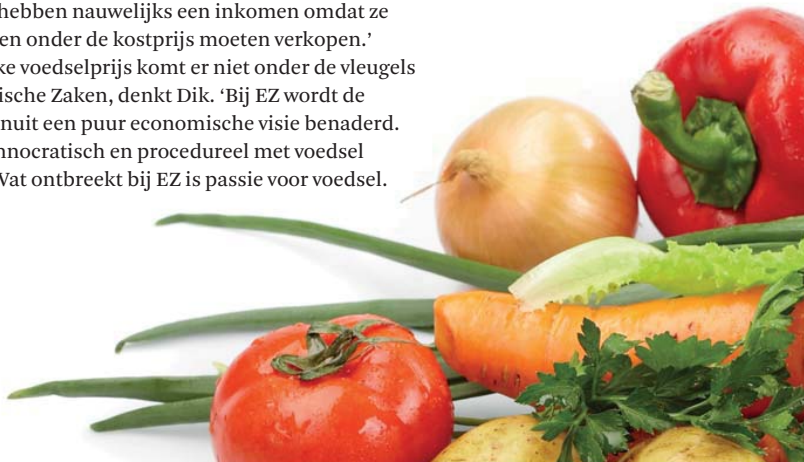 hebben nauwelijks een inkomen omdat ze
en onder de kostprijs moeten verkopen.’
ke voedselprijs komt er niet onder de vleugels
ische Zaken, denkt Dik. ‘Bij EZ wordt de
nuit een puur economische visie benaderd.
nnocratisch en procedureel met voedsel
Wat ontbreekt bij EZ is passie voor voedsel.